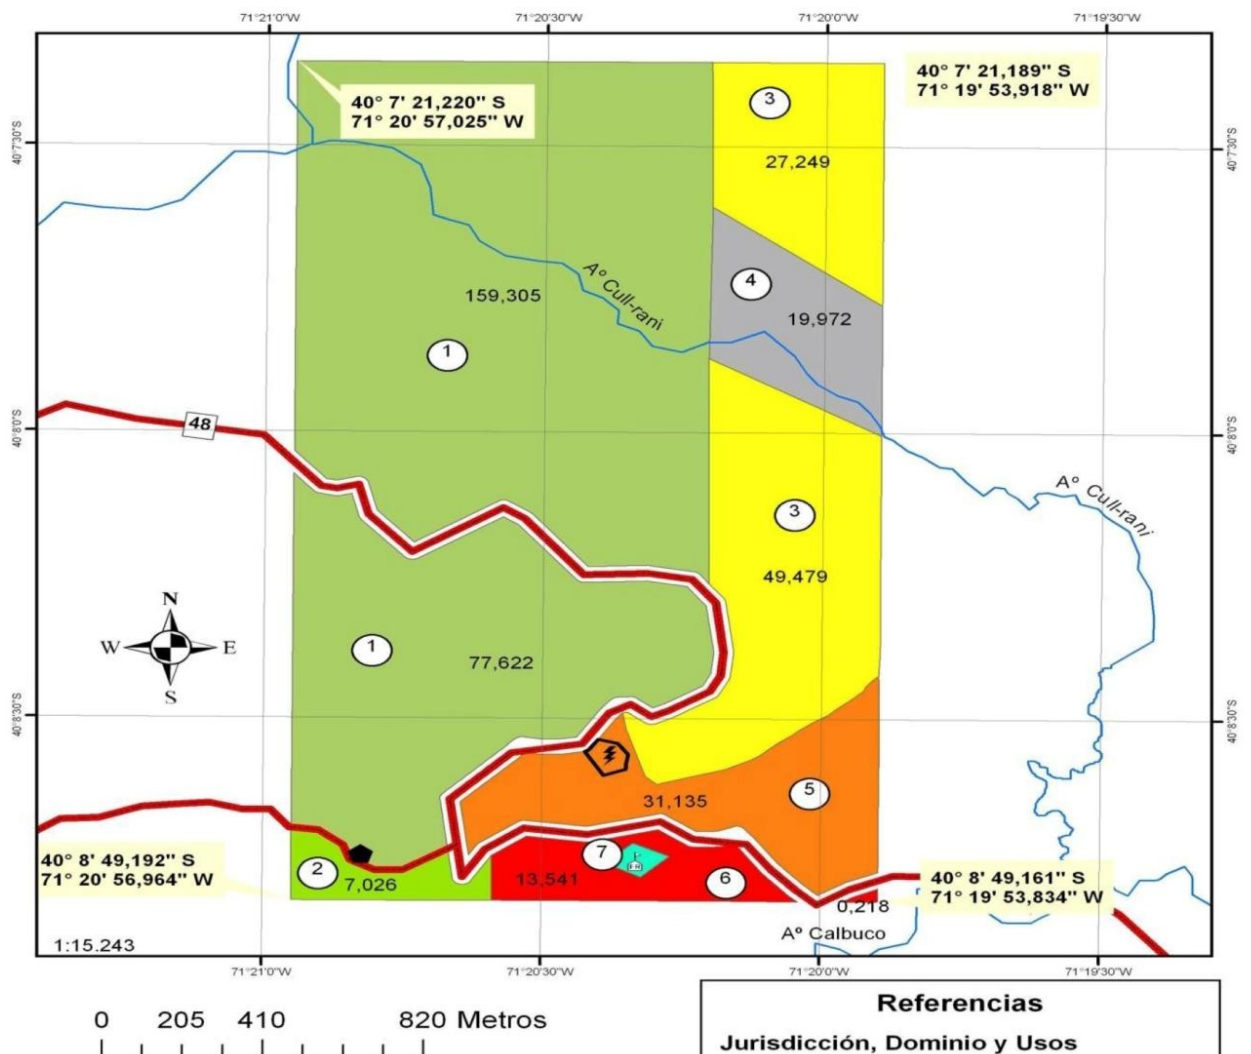 71°21'0"W
71°20'30"W
71°20'0"W
71°19'30"W
40° 7' 21,220" S
71° 20' 57,025" W
40° 7' 21,189" S
71° 19' 53,918" W
3
27,249
40°7'30"S
40°7'30"S
4
19,972
Aº Cull-rani
159,305
1
48
40°8'0"S
40°8'0"S
Aº Cull-rani
3
49,479
N
W
E
S
1
77,622
40°8'30"S
40°8'30"S
31,135
5
40° 8' 49,192" S
71° 20' 56,964" W
2
7,026
7
P
13,541
6
40° 8' 49,161" S
71° 19' 53,834" W
0,218
Aº Calbuco
1:15.243
71°21'0"W
71°20'30"W
71°20'0"W
71°19'30"W
0 205 410 820 Metros
Referencias
Jurisdicción, Dominio y Usos